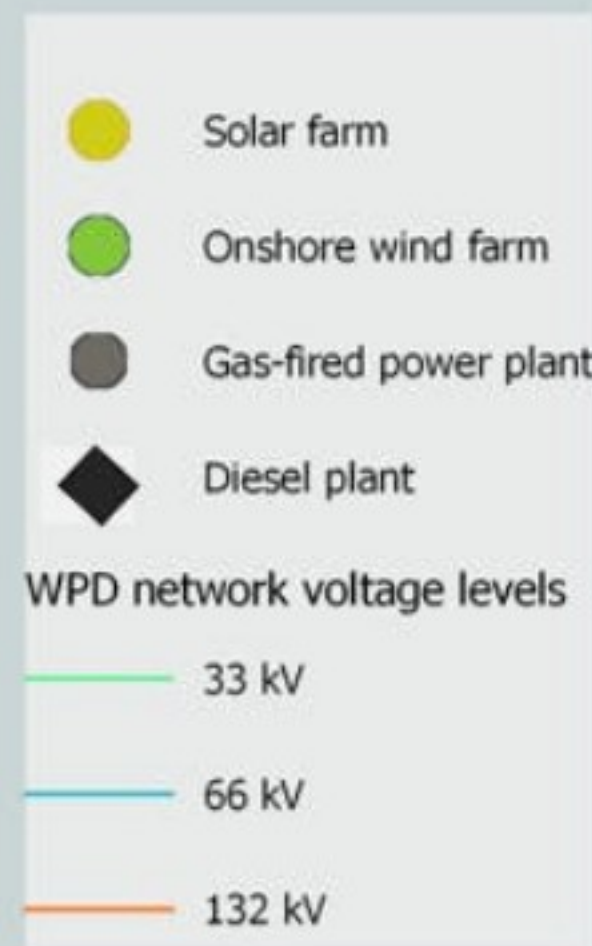 Solar farm
Onshore wind farm
Gas-fired power plant
Diesel plant
WPD network voltage levels
33 kV
66 kV
132 kV